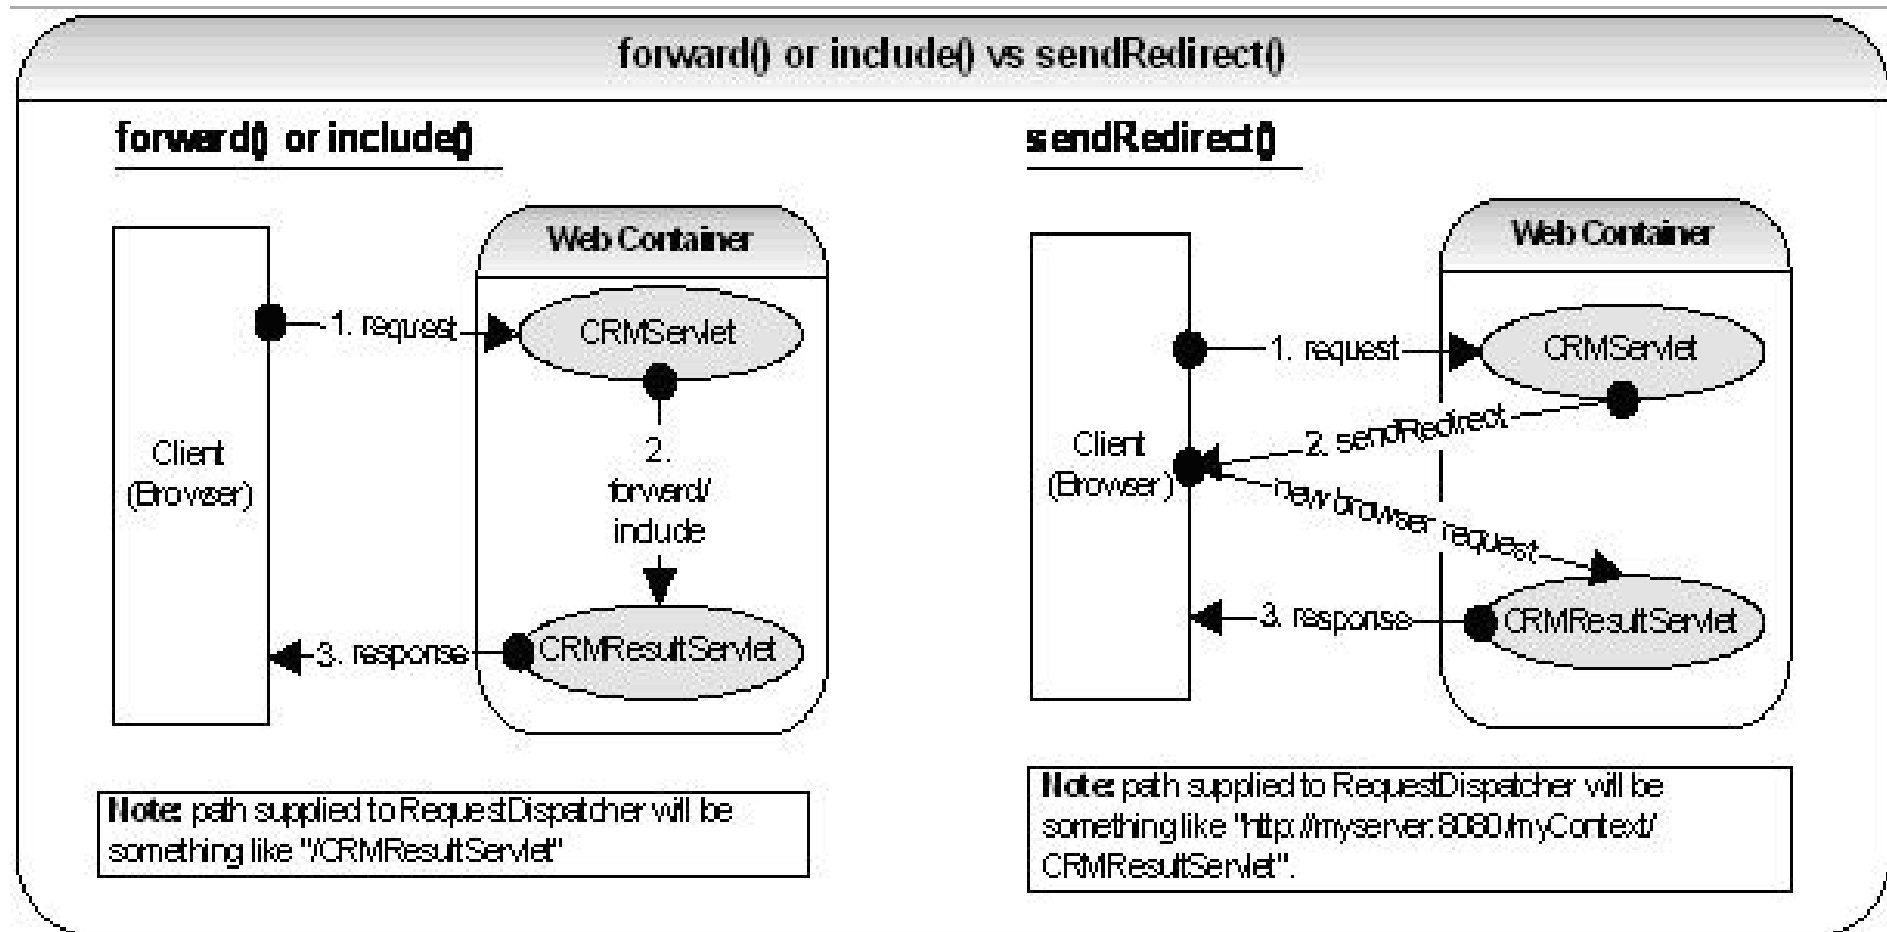 forward() or include() vs sendRedirect()
forward() or include()
sendRedirect()
Web Container
1. request
CRMServlet
Client
(Browser)
2.
forward/
include
3. response
CRMResultServlet
Note: path supplied to RequestDispatcher will be
something like "/CRMResultServlet"
Web Container
1. request
CRMServlet
2. sendRedirect
Client
(Browser)
new browser request
3. response
CRMResultServlet
Note: path supplied to RequestDispatcher will be
something like "http://myserver:8080/myContext/
CRMResultServlet".